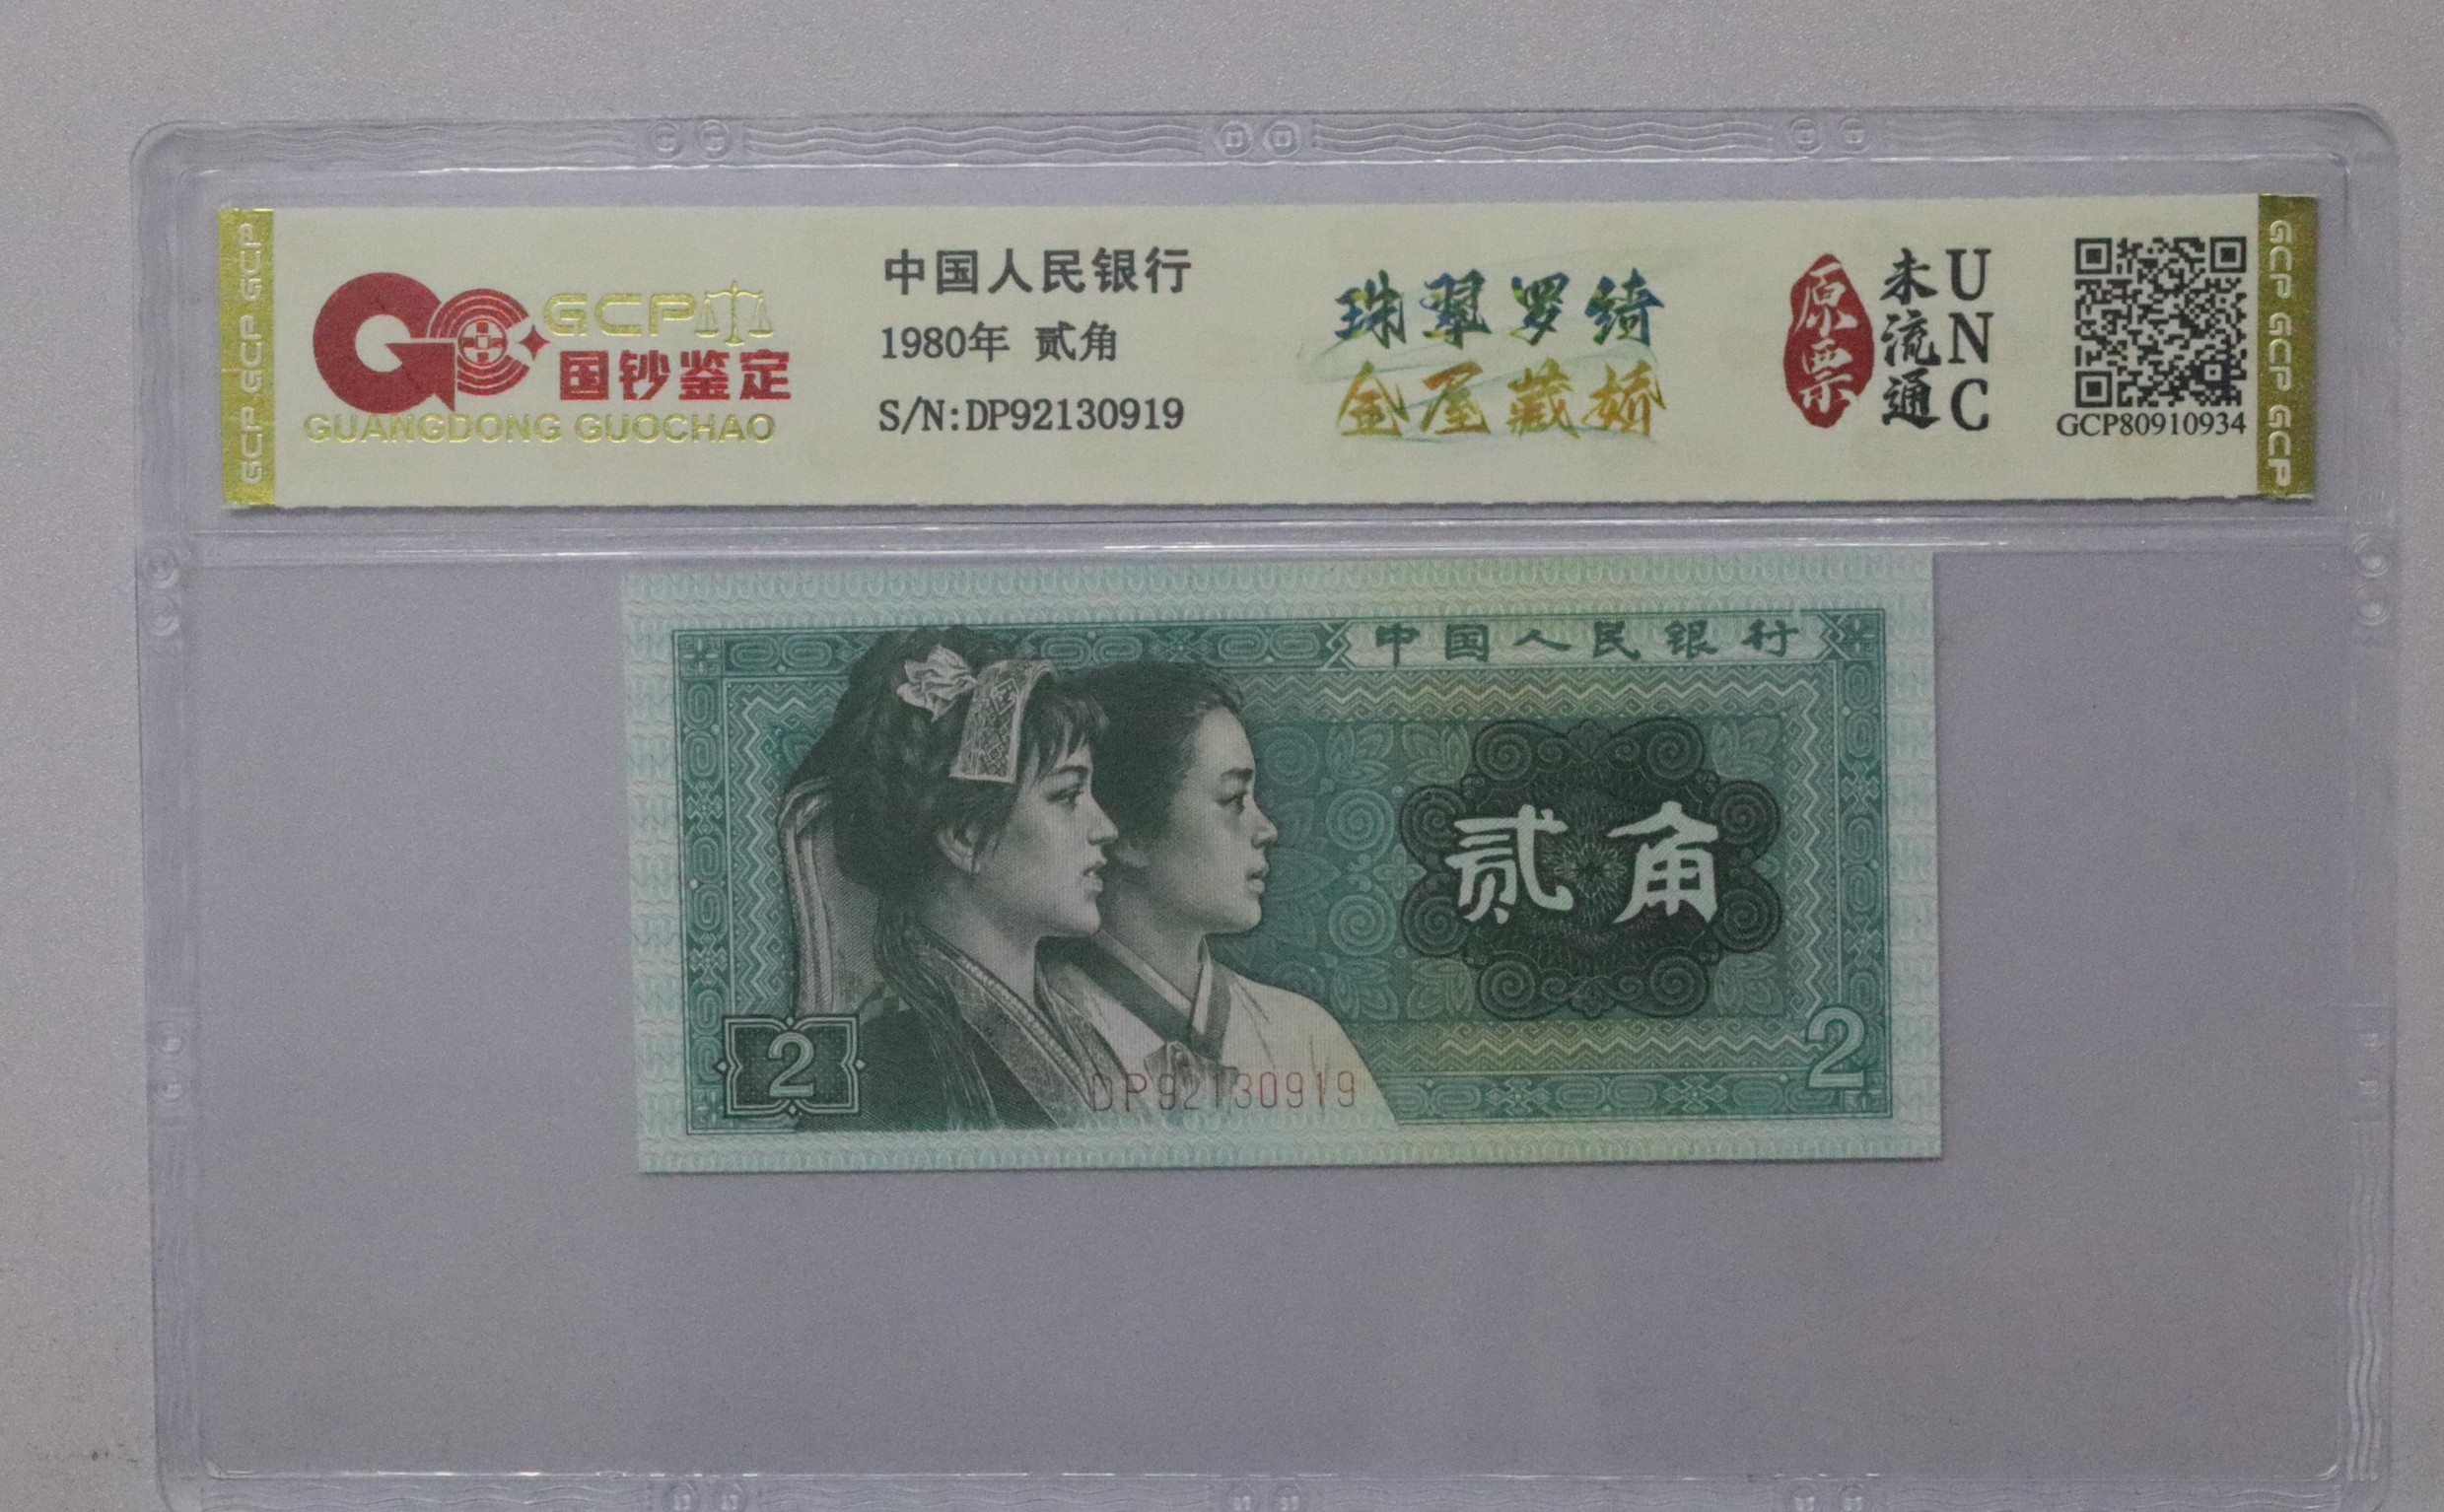 GCP GCP GCP
GCP
国钞鉴定
GUANGDONG GUOCHAO
中国人民银行
1980年 贰角
S/N:DP92130919
珠翠罗绮
金屋藏娇
原票
未流通
UNC
GCP80910934
GCP GCP GCP GCP
中国人民银行
贰角
2
2
DP92130919